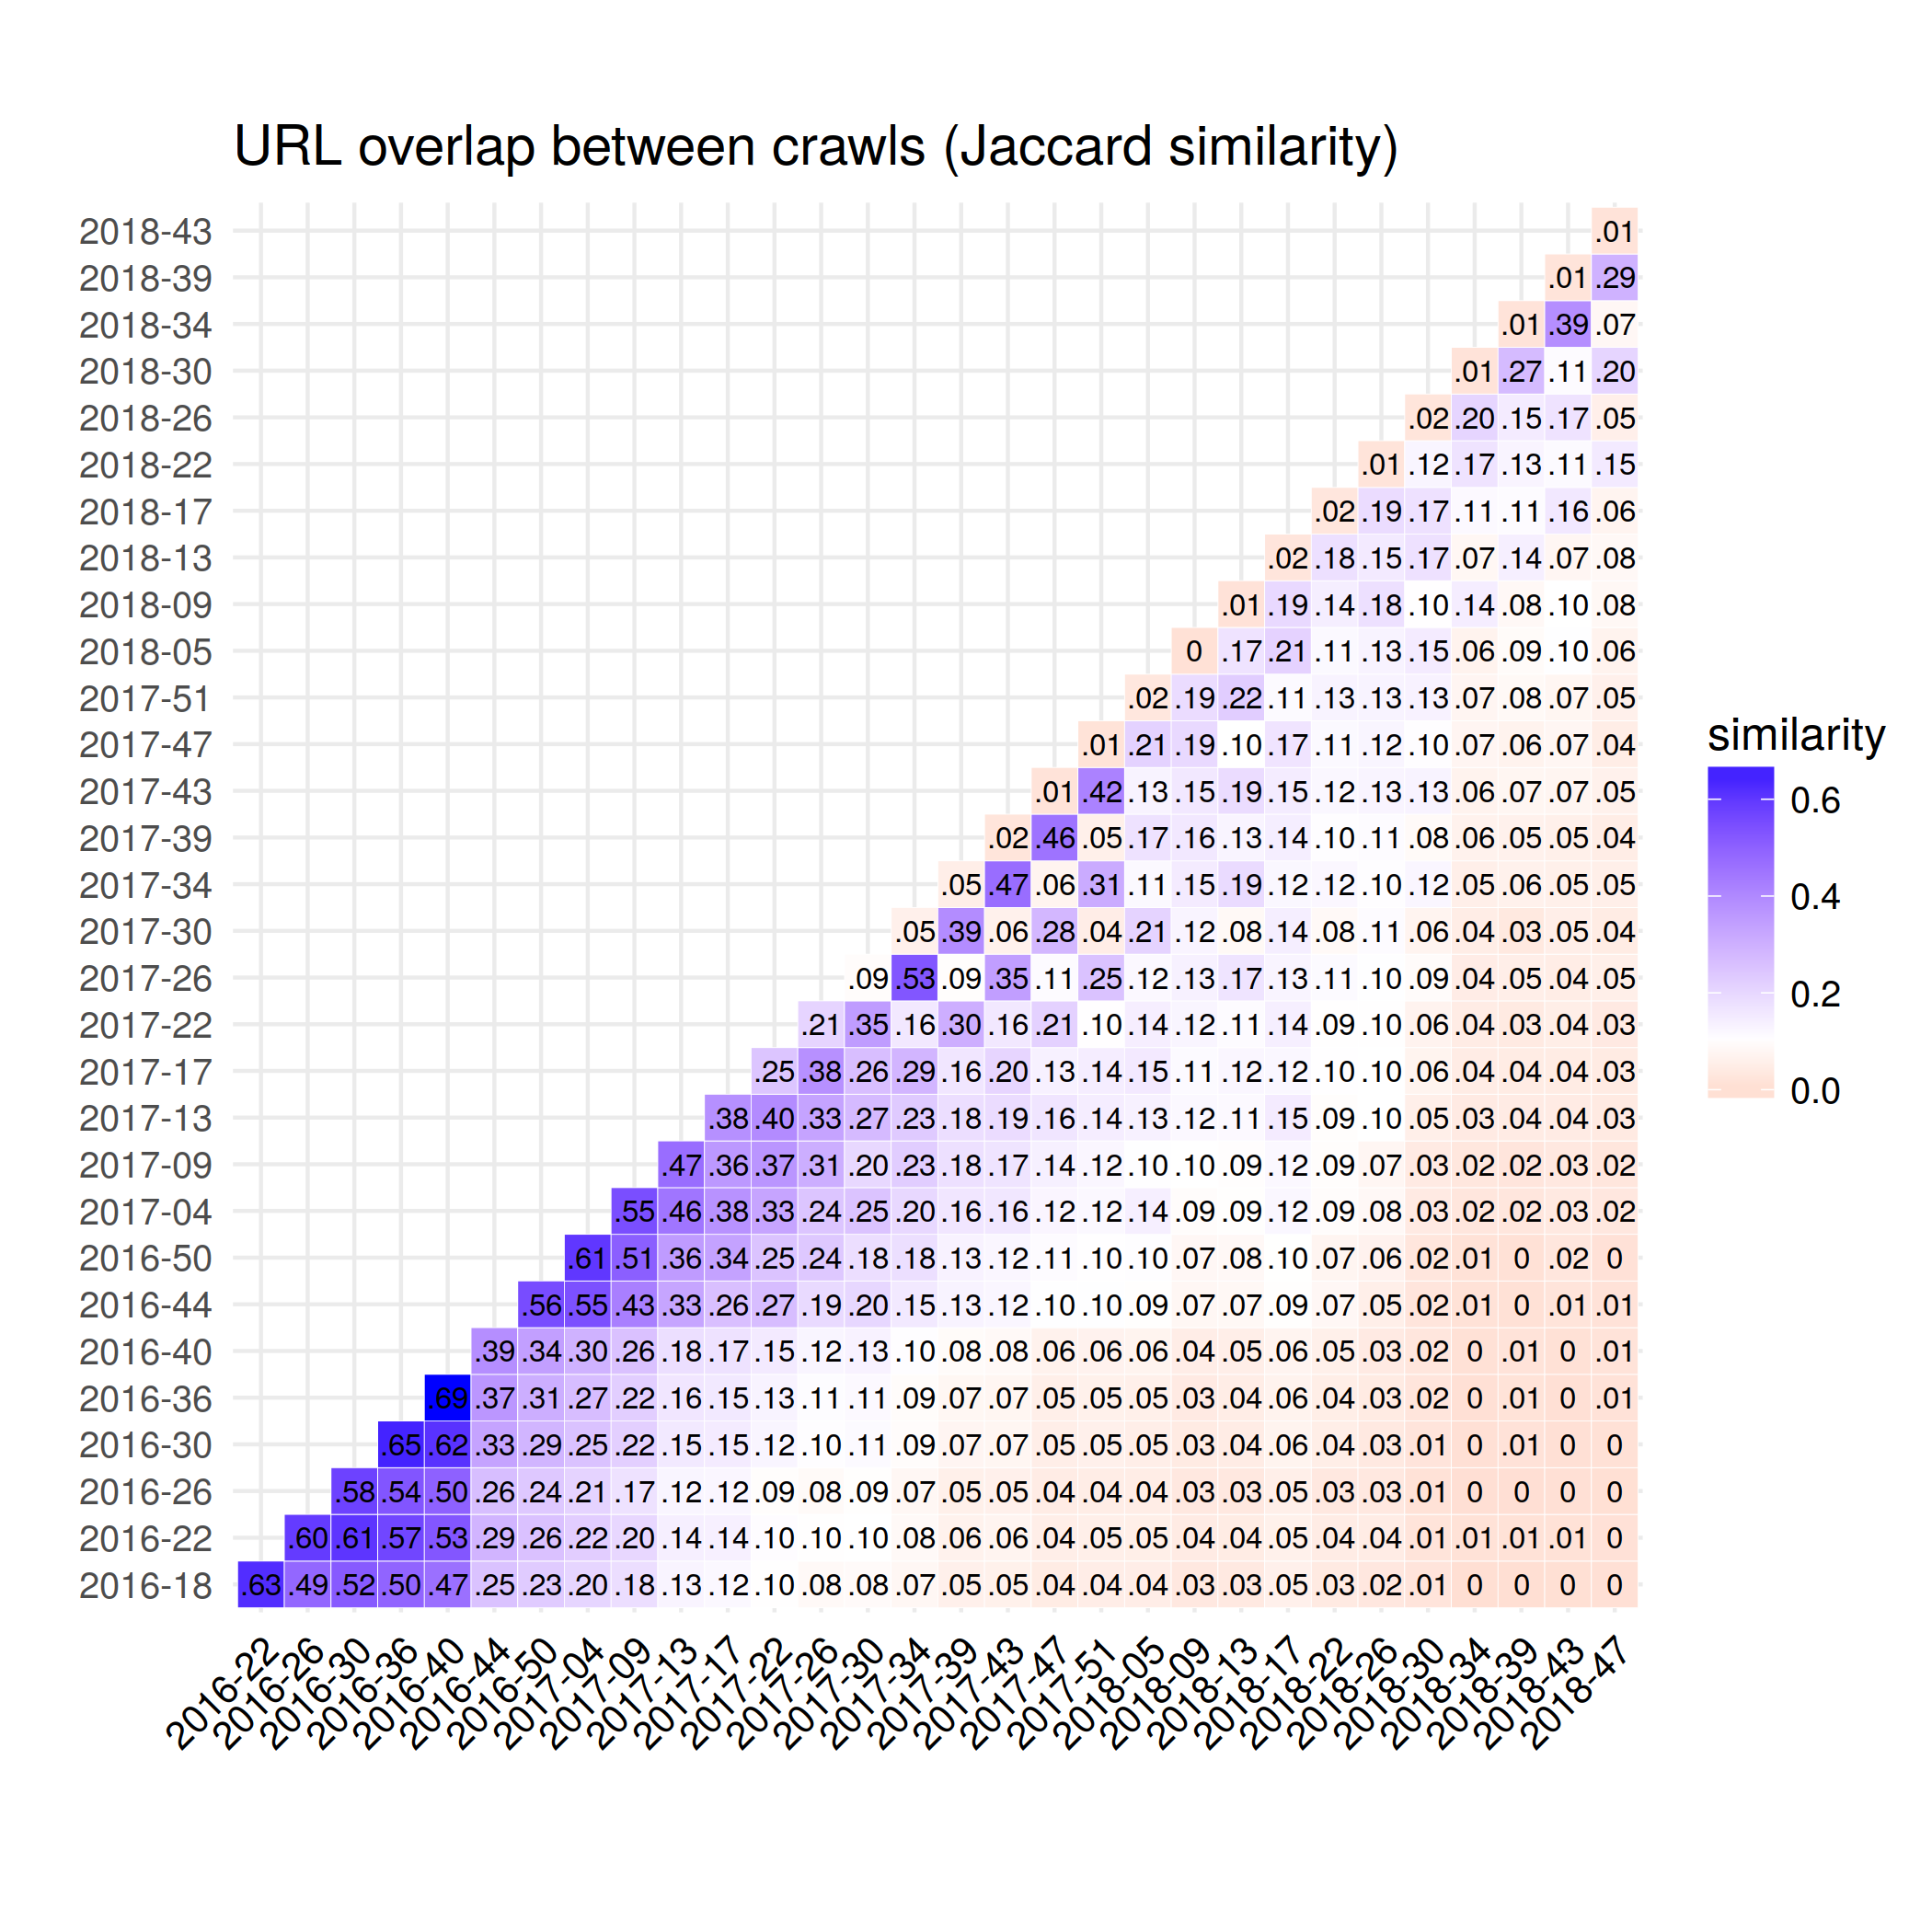 URL overlap between crawls (Jaccard similarity)
2018-43 .01
2018-39 .01 .29
2018-34 .01 .39 .07
2018-30 .01 .27 .11 .20
2018-26 .02 .20 .15 .17 .05
2018-22 .01 .12 .17 .13 .11 .15
2018-17 .02 .19 .17 .11 .11 .16 .06
2018-13 .02 .18 .15 .17 .07 .14 .07 .08
2018-09 .01 .19 .14 .18 .10 .14 .08 .10 .08
2018-05 0 .17 .21 .11 .13 .15 .06 .09 .10 .06
2017-51 .02 .19 .22 .11 .13 .13 .13 .07 .08 .07 .05
2017-47 .01 .21 .19 .10 .17 .11 .12 .10 .07 .06 .07 .04
2017-43 .01 .42 .13 .15 .19 .15 .12 .13 .13 .06 .07 .07 .05
2017-39 .02 .46 .05 .17 .16 .13 .14 .10 .11 .08 .06 .05 .05 .04
2017-34 .05 .47 .06 .31 .11 .15 .19 .12 .12 .10 .12 .05 .06 .05 .05
2017-30 .05 .39 .06 .28 .04 .21 .12 .08 .14 .08 .11 .06 .04 .03 .05 .04
2017-26 .09 .53 .09 .35 .11 .25 .12 .13 .17 .13 .11 .10 .09 .04 .05 .04 .05
2017-22 .21 .35 .16 .30 .16 .21 .10 .14 .12 .11 .14 .09 .10 .06 .04 .03 .04 .03
2017-17 .25 .38 .26 .29 .16 .20 .13 .14 .15 .11 .12 .12 .10 .10 .06 .04 .04 .04 .03
2017-13 .38 .40 .33 .27 .23 .18 .19 .16 .14 .13 .12 .11 .15 .09 .10 .05 .03 .04 .04 .03
2017-09 .47 .36 .37 .31 .20 .23 .18 .17 .14 .12 .10 .10 .09 .12 .09 .07 .03 .02 .02 .03 .02
2017-04 .55 .46 .38 .33 .24 .25 .20 .16 .16 .12 .12 .14 .09 .09 .12 .09 .08 .03 .02 .02 .03 .02
2016-50 .61 .51 .36 .34 .25 .24 .18 .18 .13 .12 .11 .10 .10 .07 .08 .10 .07 .06 .02 .01 0 .02 0
2016-44 .56 .55 .43 .33 .26 .27 .19 .20 .15 .13 .12 .10 .10 .09 .07 .07 .09 .07 .05 .02 .01 0 .01 .01
2016-40 .39 .34 .30 .26 .18 .17 .15 .12 .13 .10 .08 .08 .06 .06 .06 .04 .05 .06 .05 .03 .02 0 .01 0 .01
2016-36 .69 .37 .31 .27 .22 .16 .15 .13 .11 .11 .09 .07 .07 .05 .05 .05 .03 .04 .06 .04 .03 .02 0 .01 0 .01
2016-30 .65 .62 .33 .29 .25 .22 .15 .15 .12 .10 .11 .09 .07 .07 .05 .05 .05 .03 .04 .06 .04 .03 .01 0 .01 0 0
2016-26 .58 .54 .50 .26 .24 .21 .17 .12 .12 .09 .08 .09 .07 .05 .05 .04 .04 .04 .03 .03 .05 .03 .03 .01 0 0 0 0
2016-22 .60 .61 .57 .53 .29 .26 .22 .20 .14 .14 .10 .10 .10 .08 .06 .06 .04 .05 .05 .04 .04 .05 .04 .04 .01 .01 .01 .01 0
2016-18 .63 .49 .52 .50 .47 .25 .23 .20 .18 .13 .12 .10 .08 .08 .07 .05 .05 .04 .04 .04 .03 .03 .05 .03 .02 .01 0 0 0 0
2016-22 2016-26 2016-30 2016-36 2016-40 2016-44 2016-50 2017-04 2017-09 2017-13 2017-17 2017-22 2017-26 2017-30 2017-34 2017-39 2017-43 2017-47 2017-51 2018-05 2018-09 2018-13 2018-17 2018-22 2018-26 2018-30 2018-34 2018-39 2018-43 2018-47
similarity
0.6
0.4
0.2
0.0